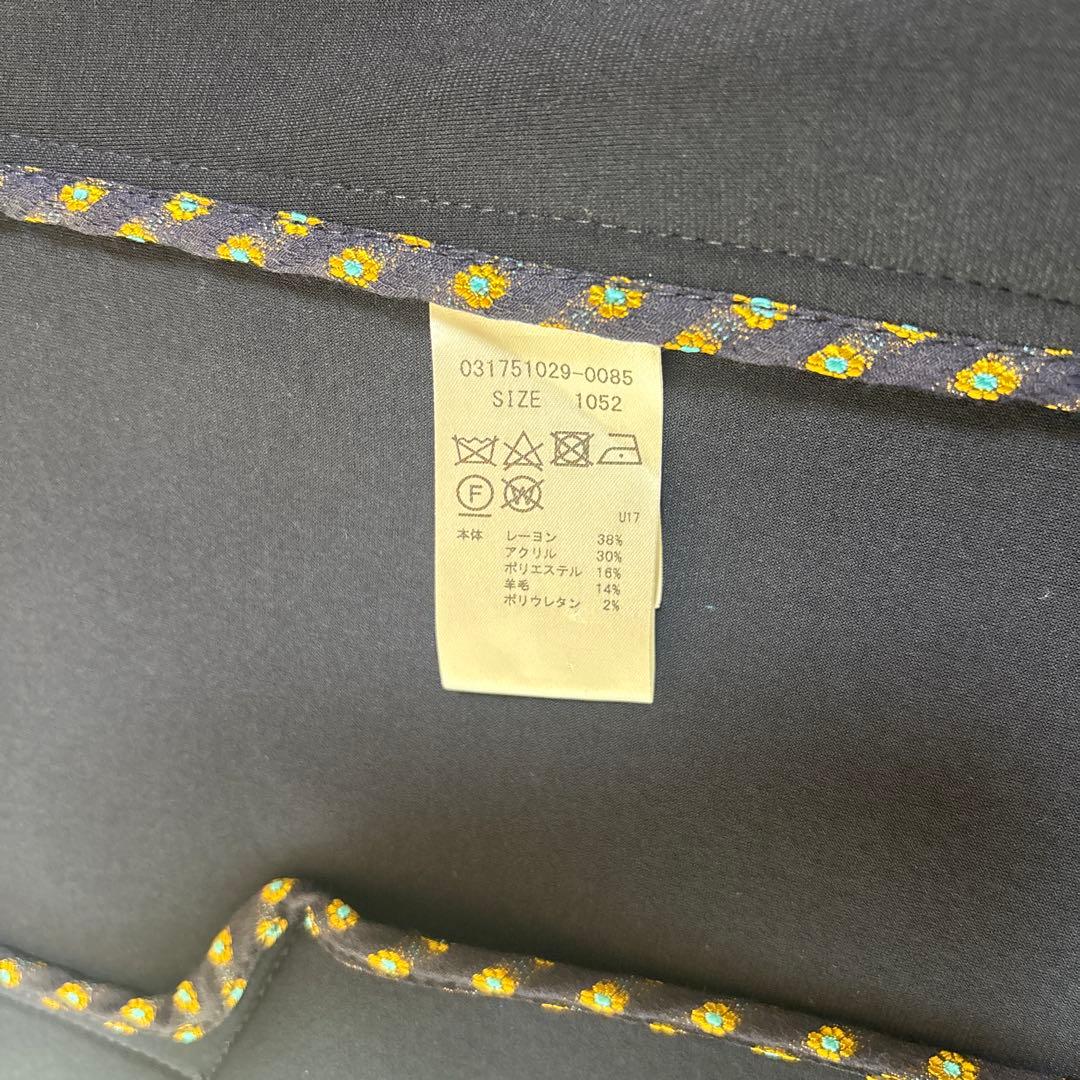 031751029-0085
SIZE 1052
F W
U17
本体 レーヨン 38%
アクリル 30%
ポリエステル 16%
羊毛 14%
ポリウレタン 2%